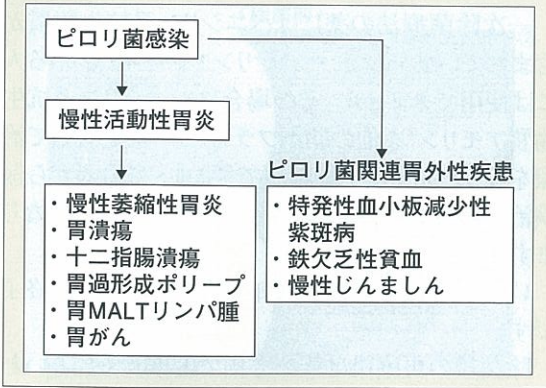 ピロリ菌感染
慢性活動性胃炎
・慢性萎縮性胃炎
・胃潰瘍
・十二指腸潰瘍
・胃過形成ポリープ
・胃MALTリンパ腫
・胃がん
ピロリ菌関連胃外性疾患
・特発性血小板減少性
紫斑病
・鉄欠乏性貧血
・慢性じんましん